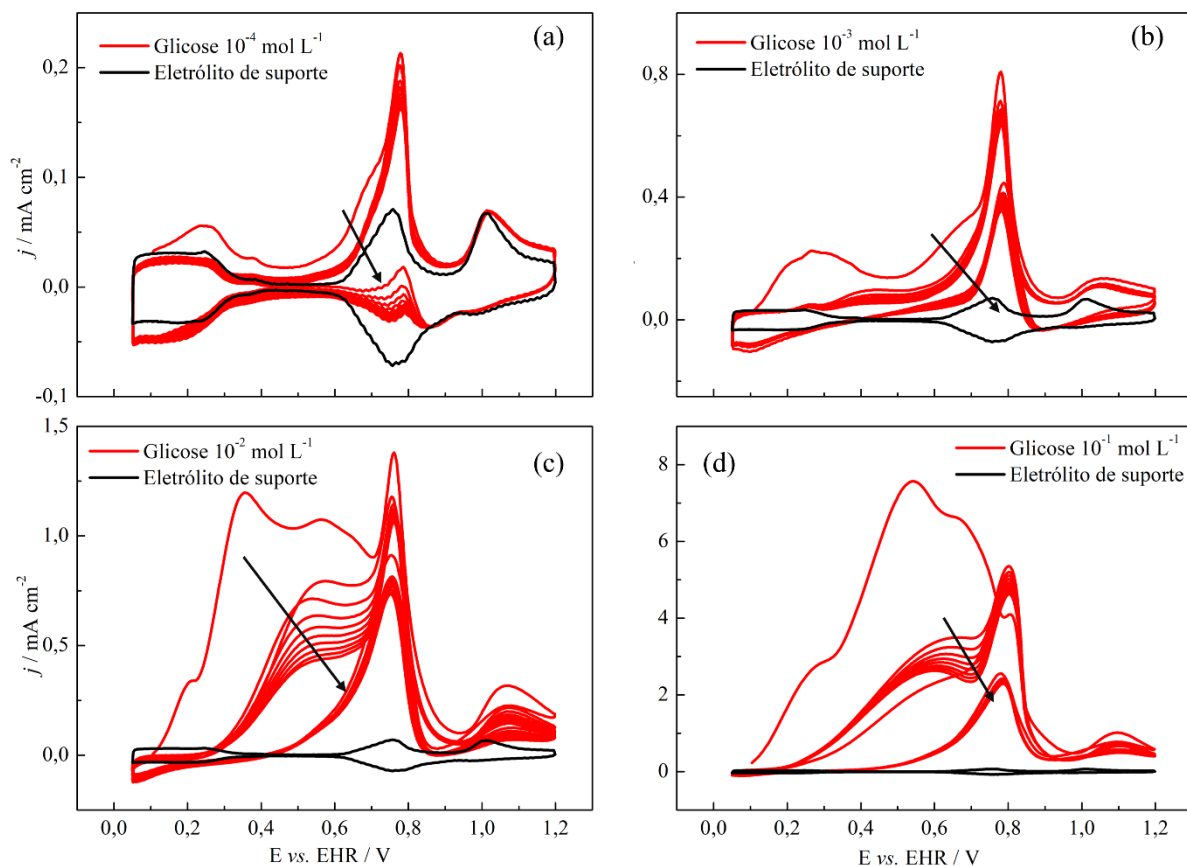 (a)
Glicose 10⁻⁴ mol L⁻¹
Eletrólito de suporte
j / mA cm⁻²
0,2
0,1
0,0
-0,1
(b)
Glicose 10⁻³ mol L⁻¹
Eletrólito de suporte
0,8
0,4
0,0
(c)
Glicose 10⁻² mol L⁻¹
Eletrólito de suporte
j / mA cm⁻²
1,5
1,0
0,5
0,0
0,0 0,2 0,4 0,6 0,8 1,0 1,2
E vs. EHR / V
(d)
Glicose 10⁻¹ mol L⁻¹
Eletrólito de suporte
8
6
4
2
0
0,0 0,2 0,4 0,6 0,8 1,0 1,2
E vs. EHR / V